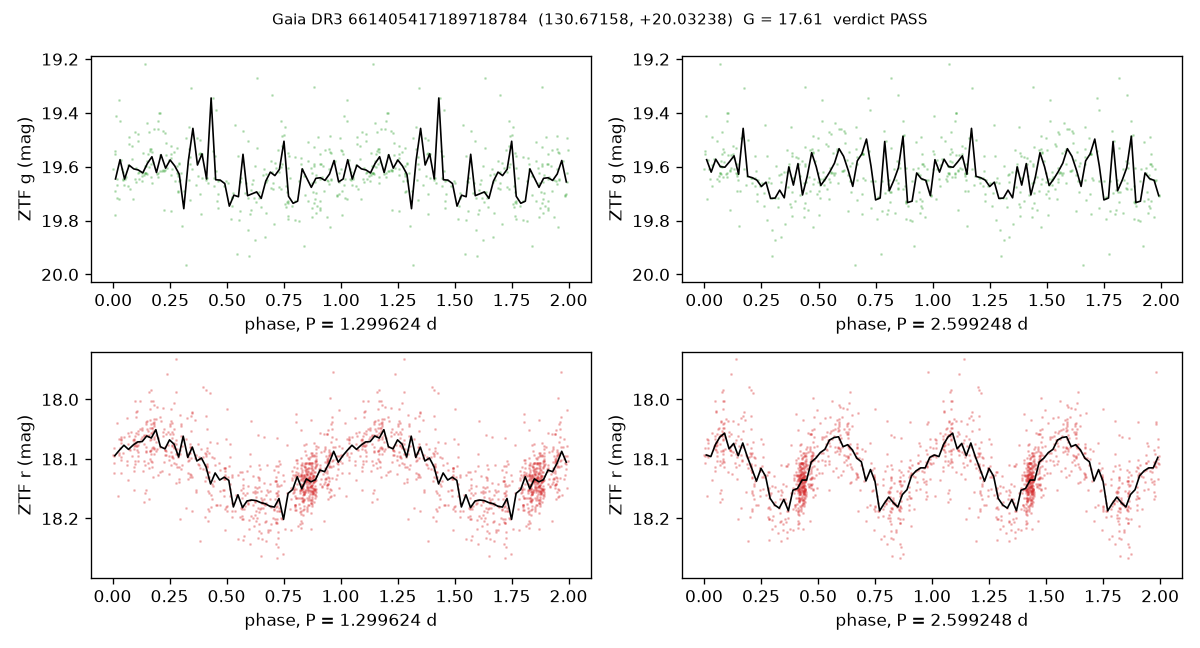 Gaia DR3 661405417189718784 (130.67158, +20.03238) G = 17.61 verdict PASS
ZTF g (mag)
19.2
19.4
19.6
19.8
20.0
0.00 0.25 0.50 0.75 1.00 1.25 1.50 1.75 2.00
phase, P = 1.299624 d
ZTF g (mag)
19.2
19.4
19.6
19.8
20.0
0.00 0.25 0.50 0.75 1.00 1.25 1.50 1.75 2.00
phase, P = 2.599248 d
ZTF r (mag)
18.0
18.1
18.2
0.00 0.25 0.50 0.75 1.00 1.25 1.50 1.75 2.00
phase, P = 1.299624 d
ZTF r (mag)
18.0
18.1
18.2
0.00 0.25 0.50 0.75 1.00 1.25 1.50 1.75 2.00
phase, P = 2.599248 d